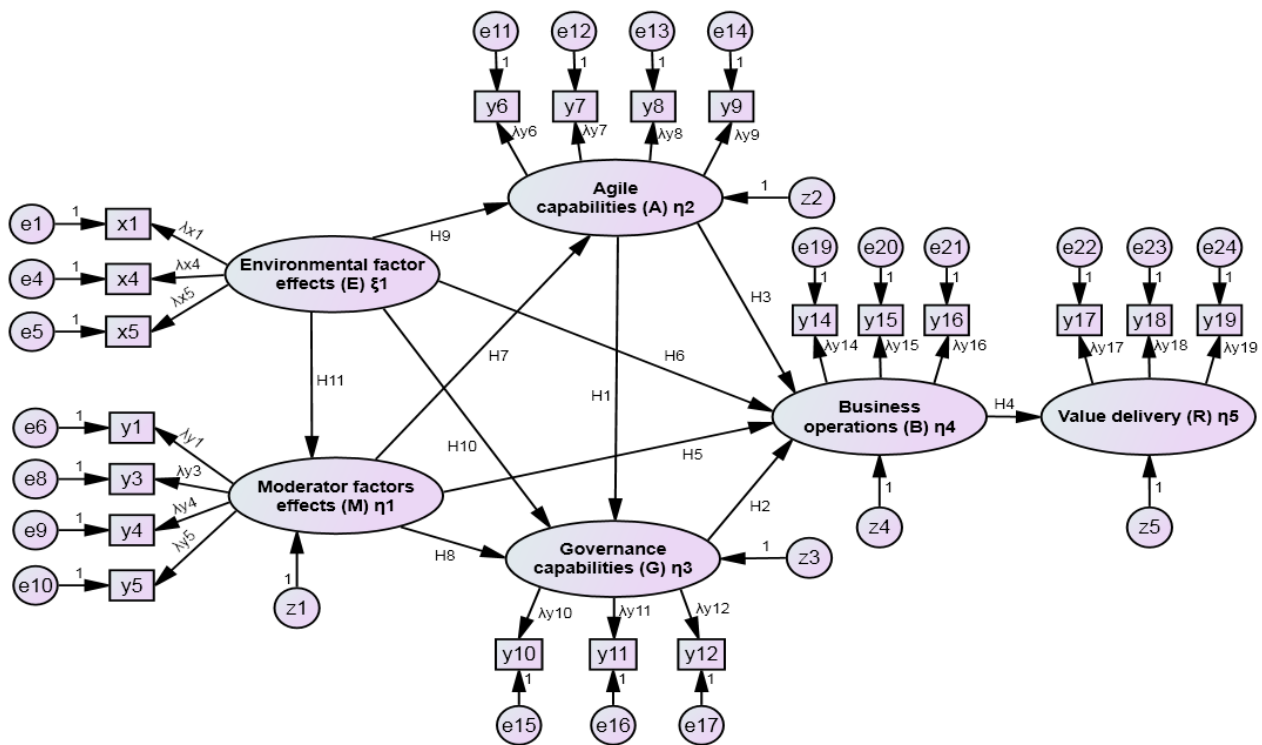 e11 e12 e13 e14
1 1 1 1
y6 y7 y8 y9
λy6 λy7 λy8 λy9
Agile
capabilities (A) η2
1 z2
e1 1 x1 λx1
e4 1 x4 λx4
e5 1 x5 λx5
Environmental factor
effects (E) ξ1
H9
H3
H6
H7
H11
H1
H10
H5
H2
H8
H4
e19 e20 e21
1 1 1
y14 y15 y16
λy14 λy15 λy16
Business
operations (B) η4
1
z4
e22 e23 e24
1 1 1
y17 y18 y19
λy17 λy18 λy19
Value delivery (R) η5
1
z5
e6 1 y1 λy1
e8 1 y3 λy3
e9 1 y4 λy4
e10 1 y5 λy5
Moderator factors
effects (M) η1
1
z1
Governance
capabilities (G) η3
1 z3
λy10 λy11 λy12
y10 y11 y12
1 1 1
e15 e16 e17